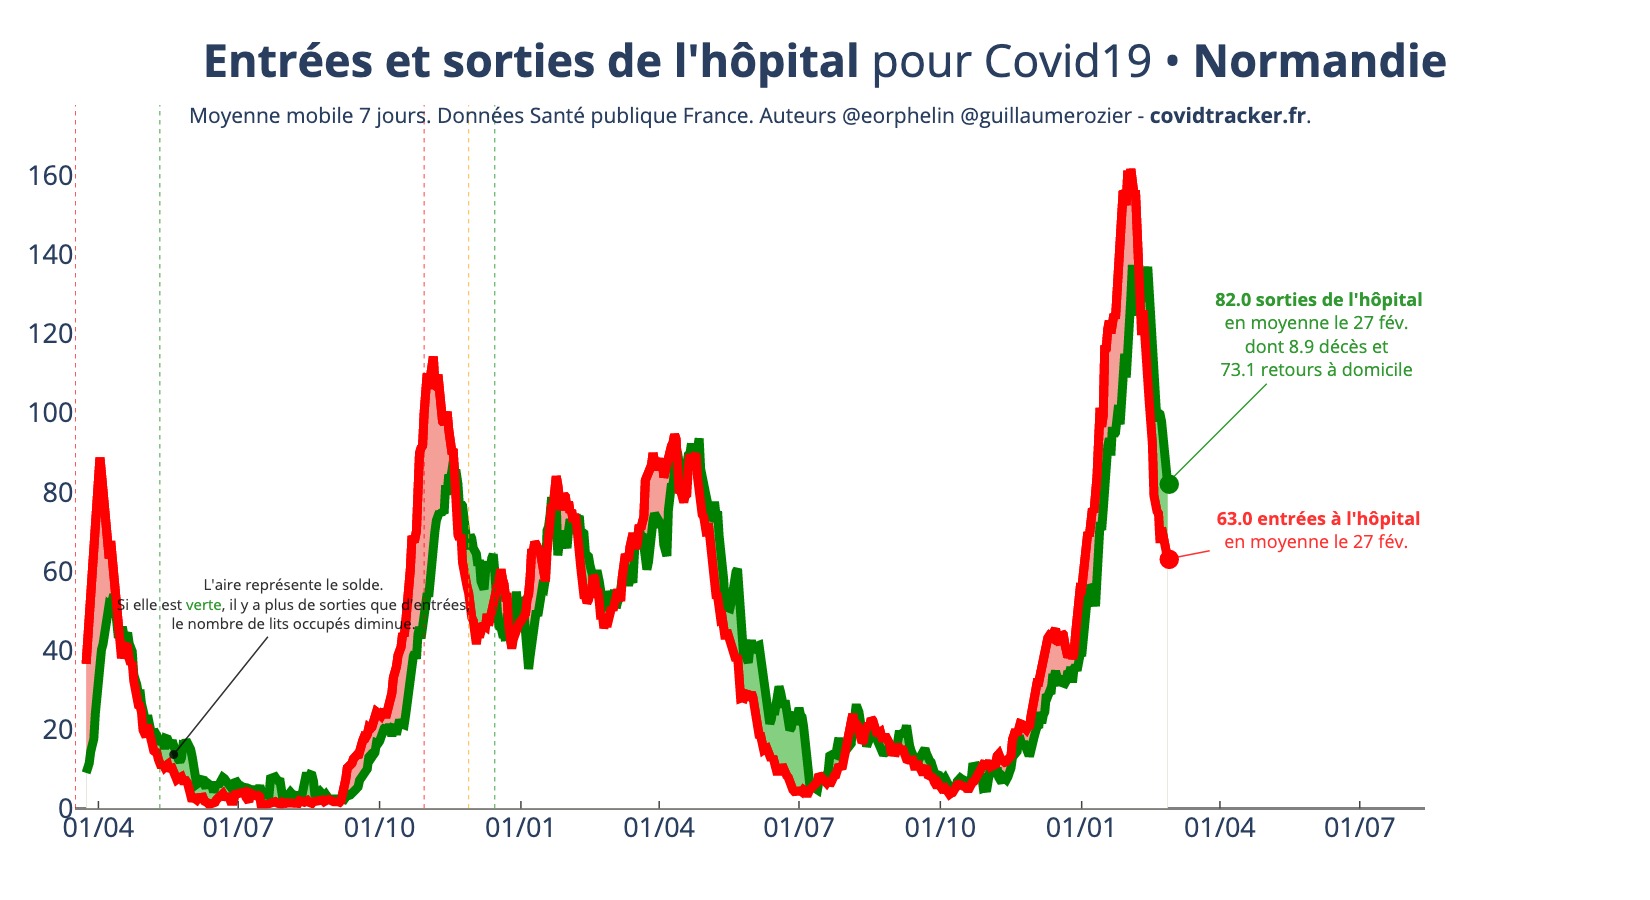 Entrées et sorties de l'hôpital pour Covid19 • Normandie
Moyenne mobile 7 jours. Données Santé publique France. Auteurs @eorphelin @guillaumerozier - covidtracker.fr.
160
140
120
100
80
60
40
20
0
82.0 sorties de l'hôpital
en moyenne le 27 fév.
dont 8.9 décès et
73.1 retours à domicile
63.0 entrées à l'hôpital
en moyenne le 27 fév.
L'aire représente le solde.
Si elle est verte, il y a plus de sorties que d'entrées,
le nombre de lits occupés diminue.
01/04 01/07 01/10 01/01 01/04 01/07 01/10 01/01 01/04 01/07